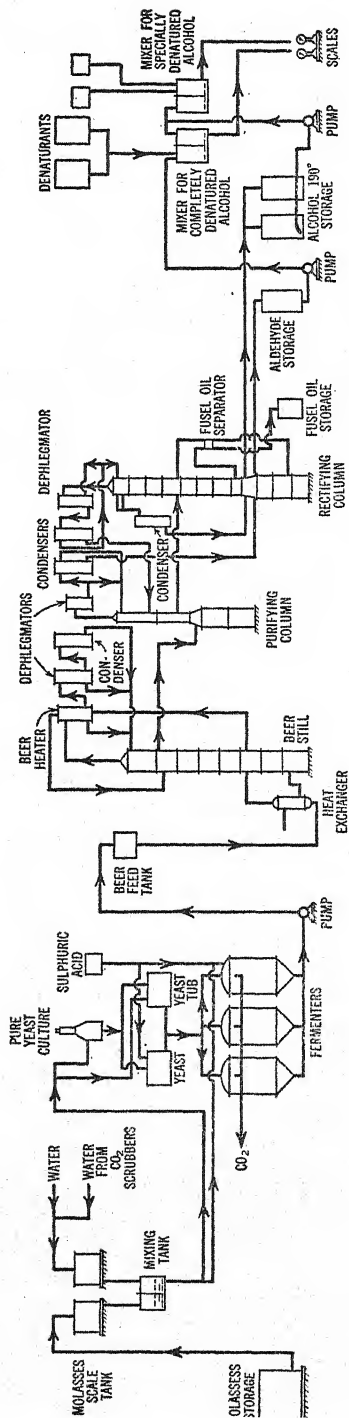 MOLASSES
SCALE
TANK
OLASSESS
STORAGE
WATER
WATER
FROM
CO2
SCRUBBERS
MIXING TANK
PURE
YEAST
CULTURE
SULPHURIC
ACID
YEAST
YEAST
TUB
CO2
FERMENTERS
PUMP
BEER
FEED
TANK
HEAT
EXCHANGER
BEER
STILL
BEER
HEATER
DEPHLEGMATORS
CON-
DENSER
CONDENSERS
DEPHLEGMATOR
CONDENSER
PURIFYING
COLUMN
FUSEL OIL
SEPARATOR
FUSEL OIL
STORAGE
RECTIFYING
COLUMN
DENATURANTS
MIXER FOR
SPECIALLY
DENATURED
ALCOHOL
MIXER FOR
COMPLETELY
DENATURED
ALCOHOL
ALDEHYDE
STORAGE
PUMP
ALCOHOL 190°
STORAGE
PUMP
SCALES